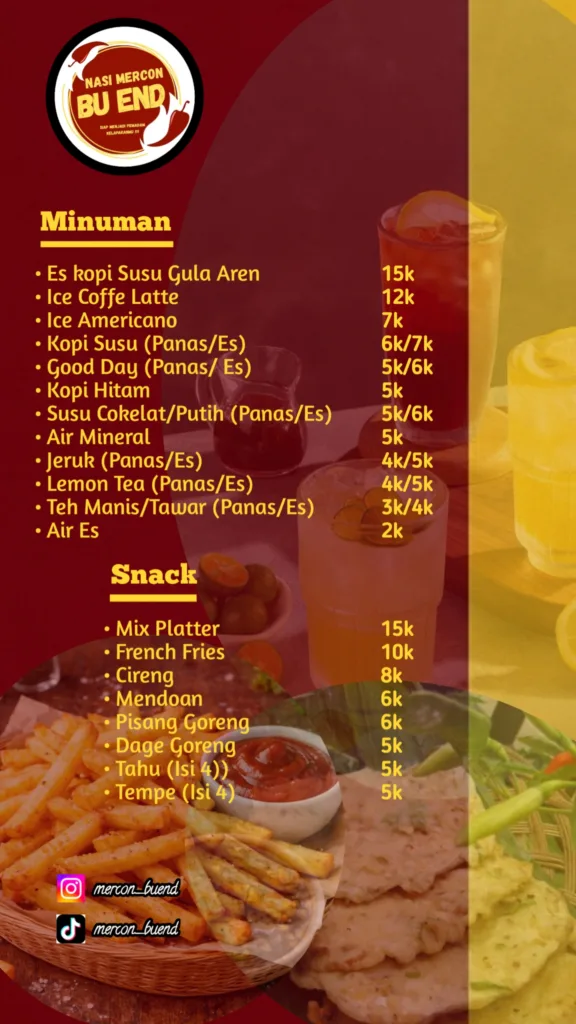 NASI MERCON
BU END
SIAP MENJADI PEMADAM
KELAPARANMU !!!
Minuman
• Es kopi Susu Gula Aren 15k
• Ice Coffe Latte 12k
• Ice Americano 7k
• Kopi Susu (Panas/Es) 6k/7k
• Good Day (Panas/ Es) 5k/6k
• Kopi Hitam 5k
• Susu Cokelat/Putih (Panas/Es) 5k/6k
• Air Mineral 5k
• Jeruk (Panas/Es) 4k/5k
• Lemon Tea (Panas/Es) 4k/5k
• Teh Manis/Tawar (Panas/Es) 3k/4k
• Air Es 2k
Snack
• Mix Platter 15k
• French Fries 10k
• Cireng 8k
• Mendoan 6k
• Pisang Goreng 6k
• Dage Goreng 5k
• Tahu (Isi 4)) 5k
• Tempe (Isi 4) 5k
mercon_buend
mercon_buend